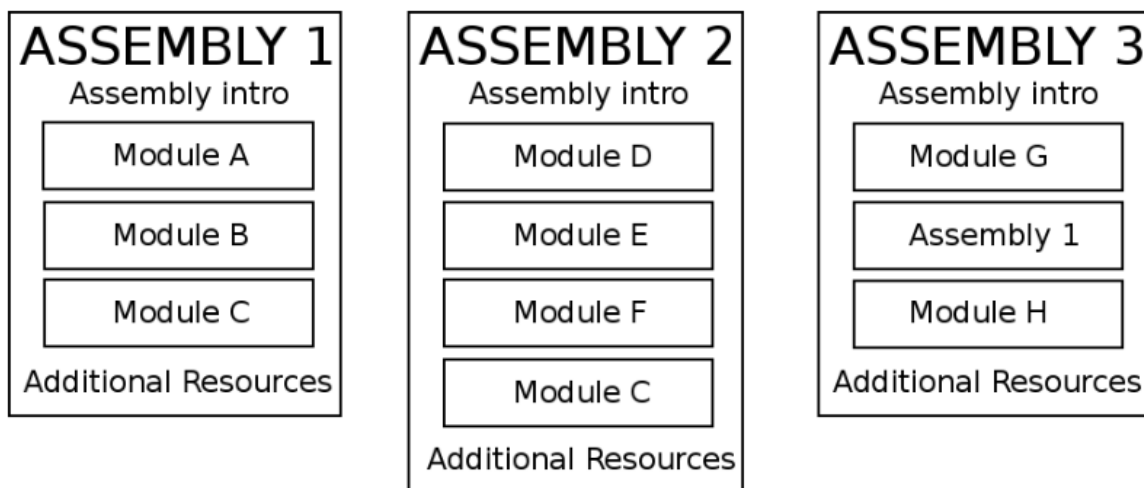 ASSEMBLY 1
Assembly intro
Module A
Module B
Module C
Additional Resources
ASSEMBLY 2
Assembly intro
Module D
Module E
Module F
Module C
Additional Resources
ASSEMBLY 3
Assembly intro
Module G
Assembly 1
Module H
Additional Resources